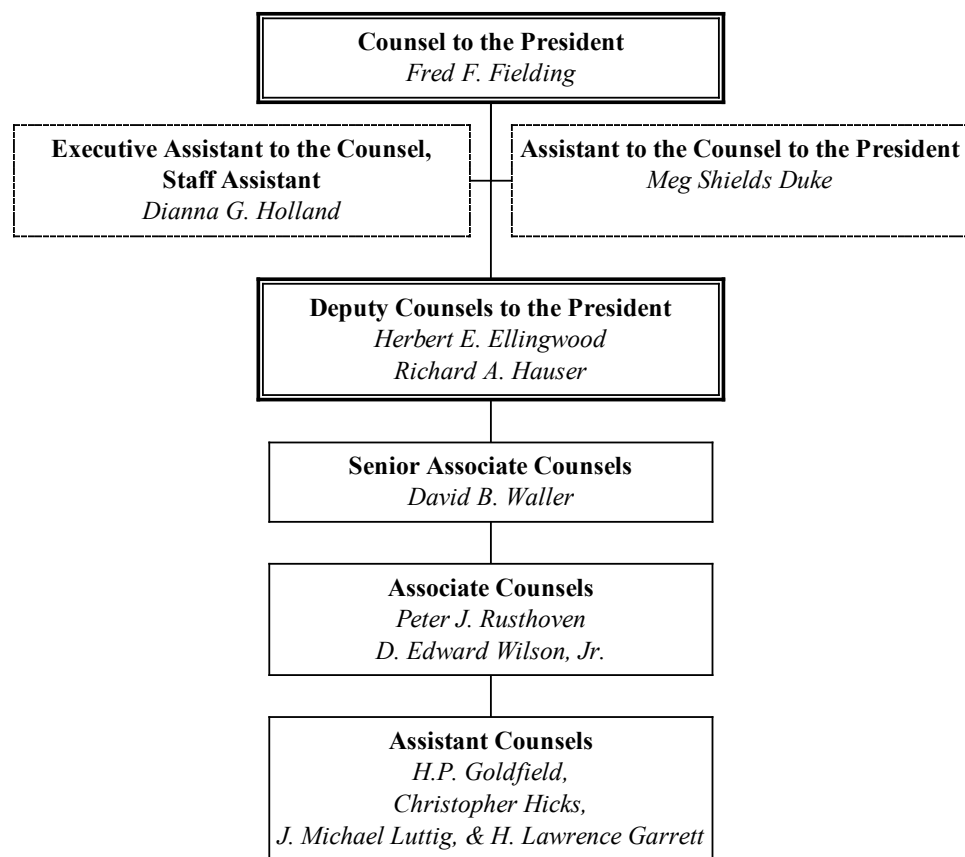 Counsel to the President
Fred F. Fielding
Executive Assistant to the Counsel,
Staff Assistant
Dianna G. Holland
Assistant to the Counsel to the President
Meg Shields Duke
Deputy Counsels to the President
Herbert E. Ellingwood
Richard A. Hauser
Senior Associate Counsels
David B. Waller
Associate Counsels
Peter J. Rusthoven
D. Edward Wilson, Jr.
Assistant Counsels
H.P. Goldfield,
Christopher Hicks,
J. Michael Luttig, & H. Lawrence Garrett